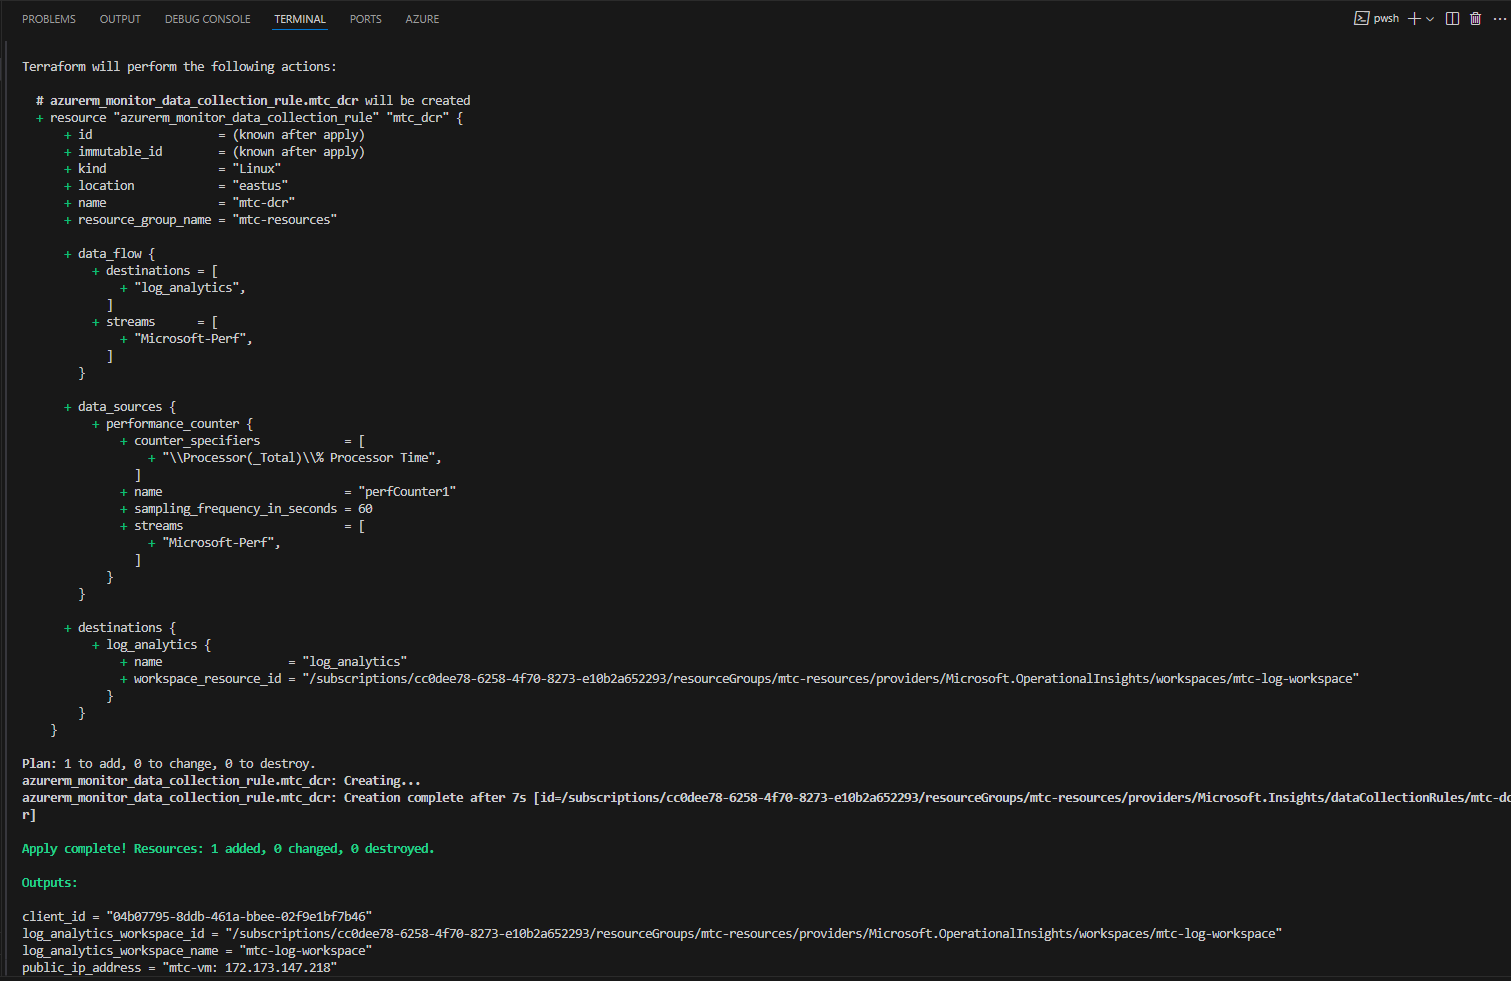 PROBLEMS OUTPUT DEBUG CONSOLE TERMINAL PORTS AZURE pwsh
Terraform will perform the following actions:
# azurerm_monitor_data_collection_rule.mtc_dcr will be created
+ resource "azurerm_monitor_data_collection_rule" "mtc_dcr" {
+ id = (known after apply)
+ immutable_id = (known after apply)
+ kind = "Linux"
+ location = "eastus"
+ name = "mtc-dcr"
+ resource_group_name = "mtc-resources"
+ data_flow {
+ destinations = [
+ "log_analytics",
]
+ streams = [
+ "Microsoft-Perf",
]
}
+ data_sources {
+ performance_counter {
+ counter_specifiers = [
+ "\\Processor(_Total)\\% Processor Time",
]
+ name = "perfCounter1"
+ sampling_frequency_in_seconds = 60
+ streams = [
+ "Microsoft-Perf",
]
}
}
+ destinations {
+ log_analytics {
+ name = "log_analytics"
+ workspace_resource_id = "/subscriptions/cc0dee78-6258-4f70-8273-e10b2a652293/resourceGroups/mtc-resources/providers/Microsoft.OperationalInsights/workspaces/mtc-log-workspace"
}
}
}
Plan: 1 to add, 0 to change, 0 to destroy.
azurerm_monitor_data_collection_rule.mtc_dcr: Creating...
azurerm_monitor_data_collection_rule.mtc_dcr: Creation complete after 7s [id=/subscriptions/cc0dee78-6258-4f70-8273-e10b2a652293/resourceGroups/mtc-resources/providers/Microsoft.Insights/dataCollectionRules/mtc-dc
r]
Apply complete! Resources: 1 added, 0 changed, 0 destroyed.
Outputs:
client_id = "04b07795-8ddb-461a-bbee-02f9e1bf7b46"
log_analytics_workspace_id = "/subscriptions/cc0dee78-6258-4f70-8273-e10b2a652293/resourceGroups/mtc-resources/providers/Microsoft.OperationalInsights/workspaces/mtc-log-workspace"
log_analytics_workspace_name = "mtc-log-workspace"
public_ip_address = "mtc-vm: 172.173.147.218"